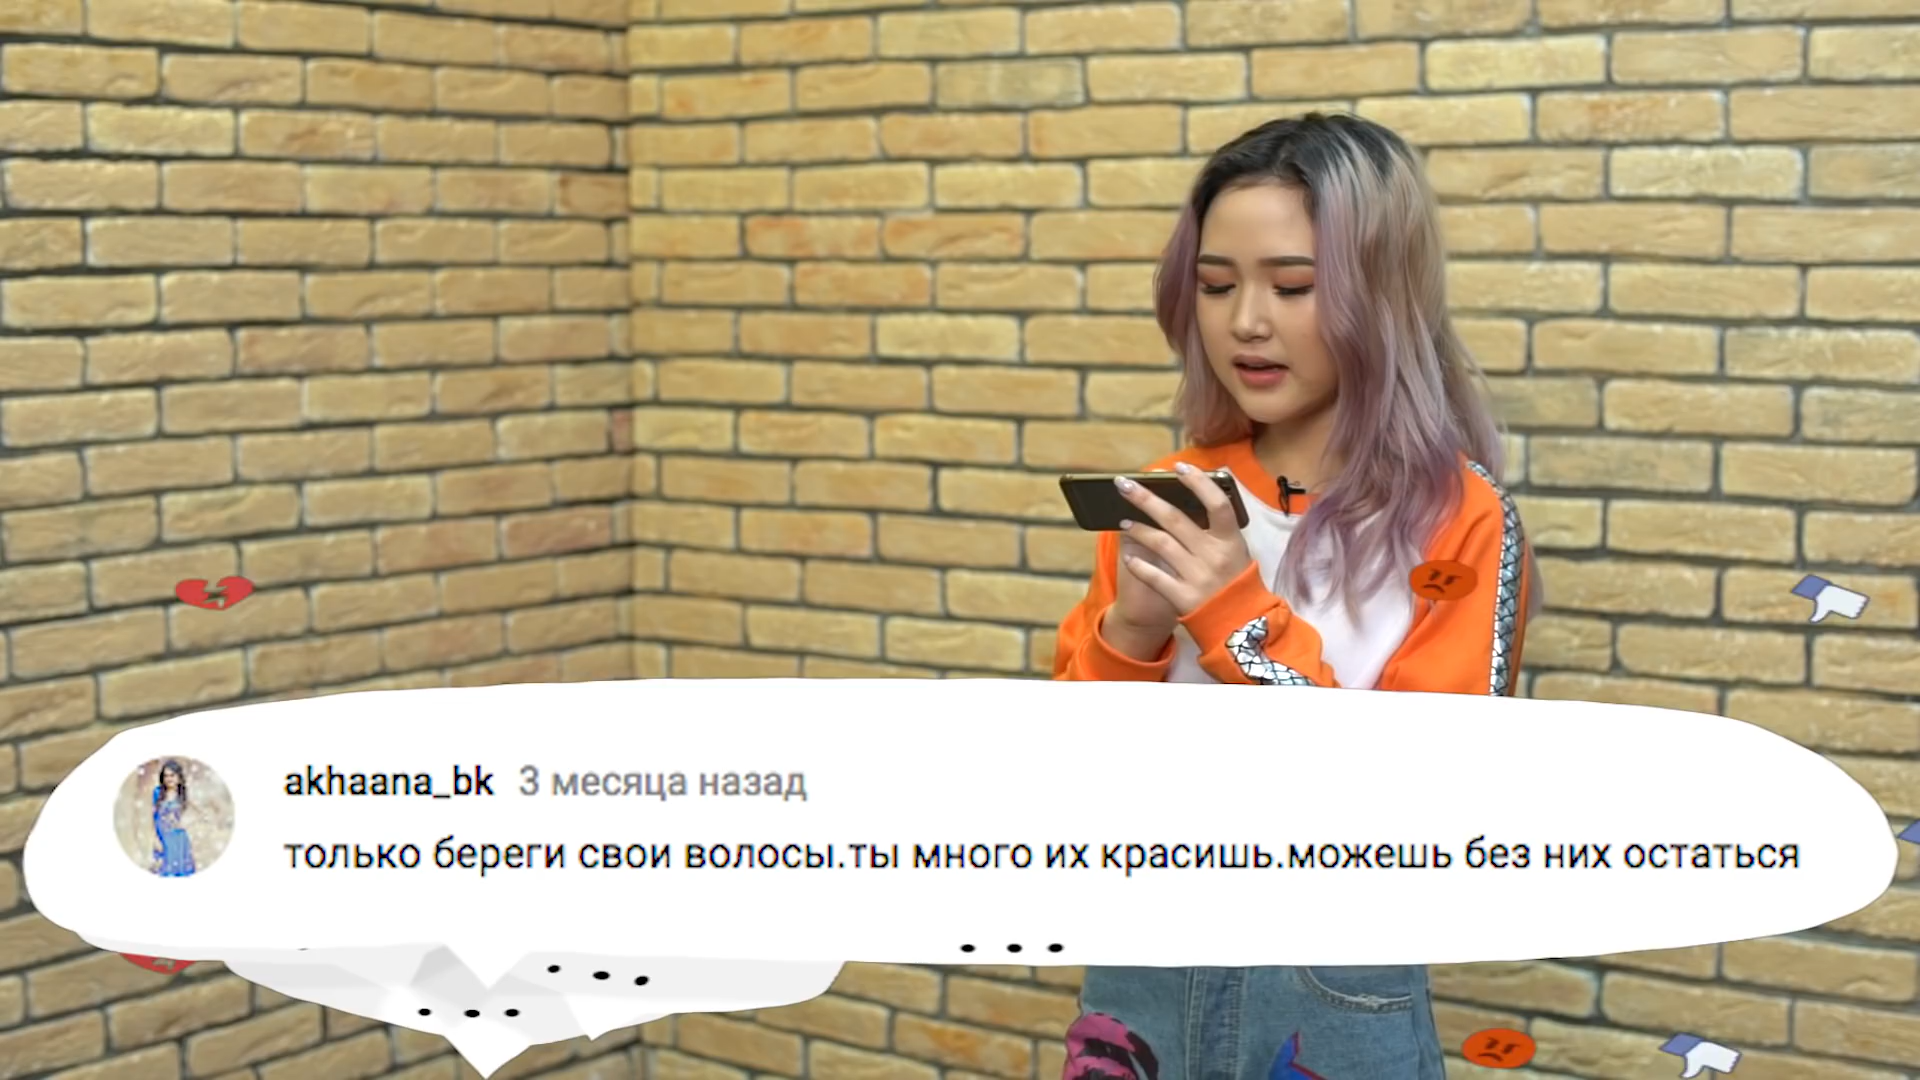 akhaana_bk 3 месяца назад
только береги свои волосы.ты много их красишь.можешь без них остаться